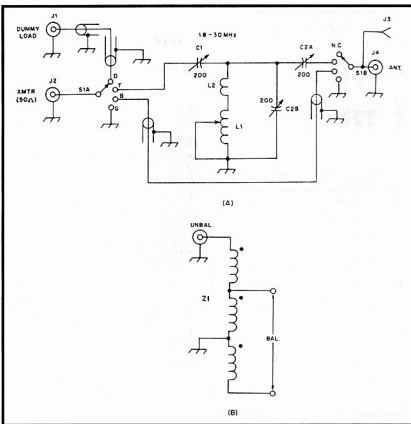 J1
DUMMY
LOAD
J2
XMTR
(50Ω)
S1A
D
T
B
G
1.8 - 30 MHz
C1
200
L2
L1
C2A
200
200
C2B
N.C
S1B
J3
J4
ANT.
(A)
UNBAL.
Z1
BAL.
(B)